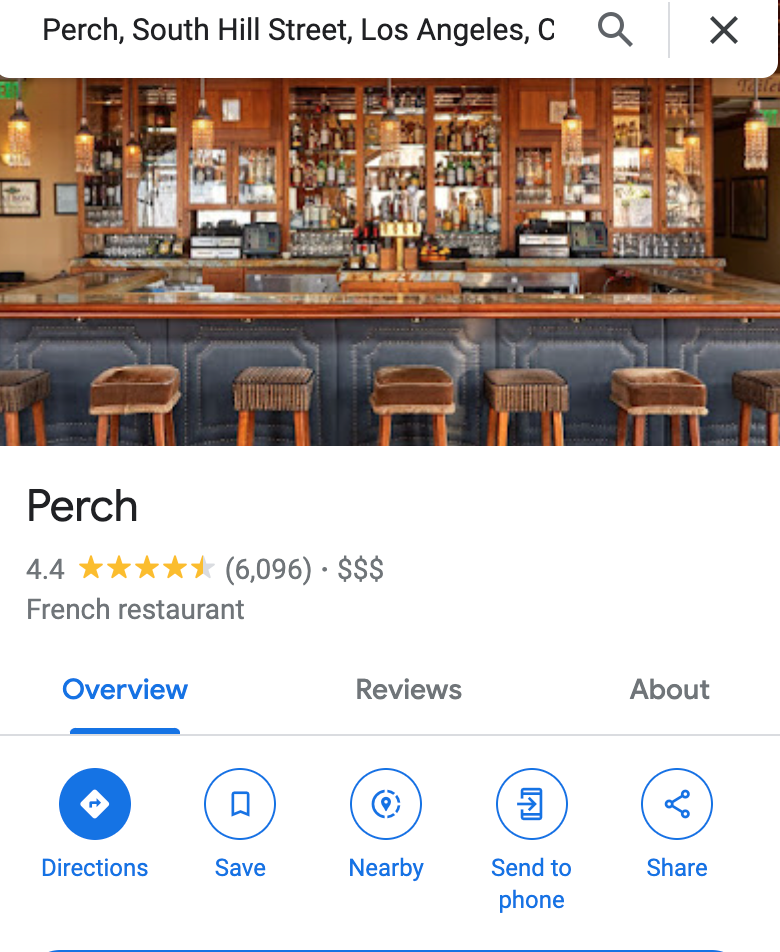 Perch, South Hill Street, Los Angeles, C
Perch
4.4 (6,096) · $$$
French restaurant
Overview Reviews About
Directions Save Nearby Send to phone Share